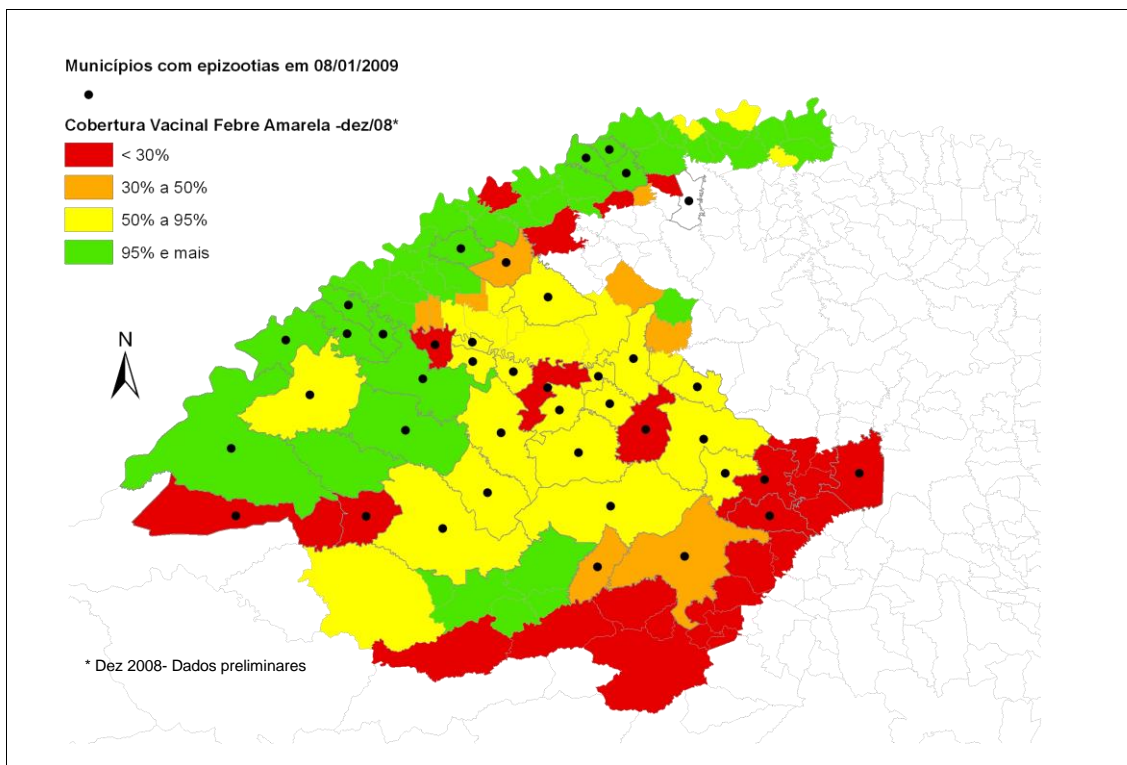 Municípios com epizootias em 08/01/2009
Cobertura Vacinal Febre Amarela -dez/08*
< 30%
30% a 50%
50% a 95%
95% e mais
N
* Dez 2008- Dados preliminares